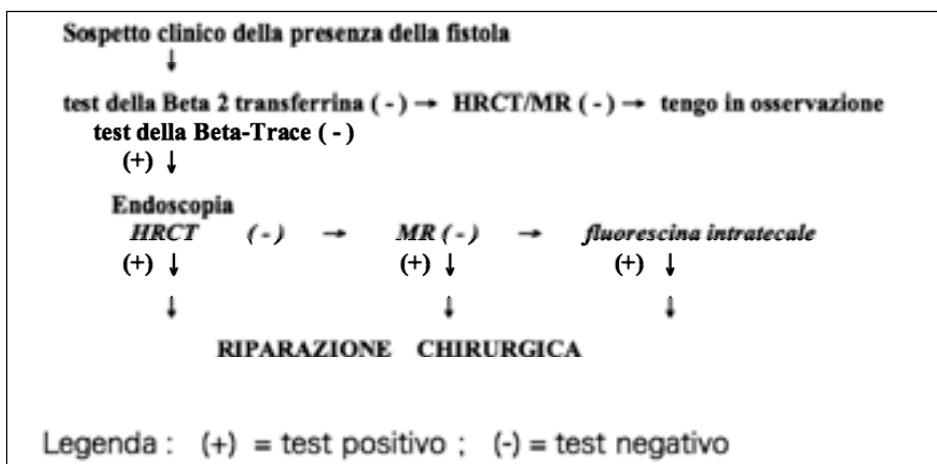 Sospetto clinico della presenza della fistola
↓
test della Beta 2 transferrina ( - ) → HRCT/MR ( - ) → tengo in osservazione
test della Beta-Trace ( - )
(+) ↓
Endoscopia
HRCT ( - ) → MR ( - ) → fluorescina intratecale
(+) ↓ (+) ↓ (+) ↓
↓ ↓ ↓
RIPARAZIONE CHIRURGICA
Legenda : (+) = test positivo ; (-) = test negativo